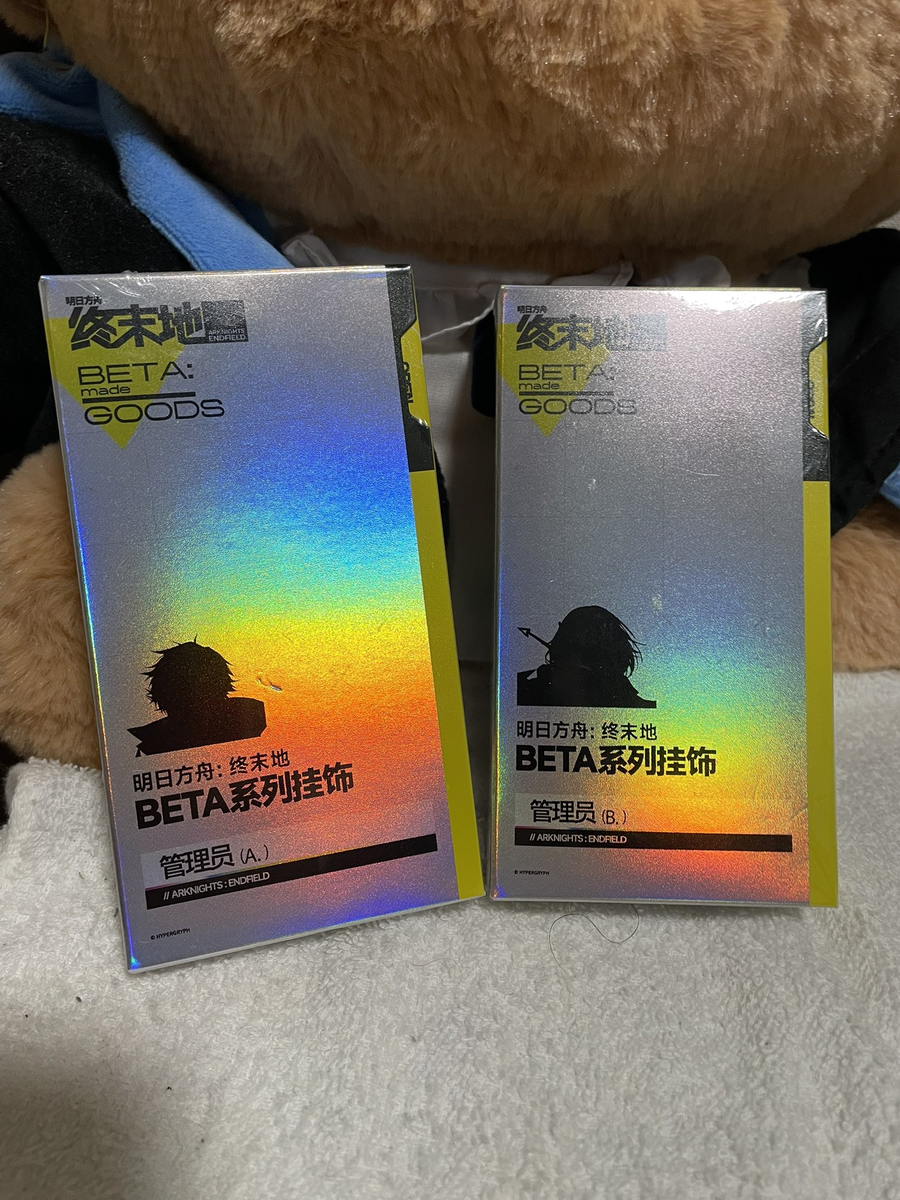 明日方舟
终末地
ARKNIGHTS
ENDFIELD
BETA:
made
GOODS
明日方舟：终末地
BETA系列挂饰
管理员（A.）
// ARKNIGHTS : ENDFIELD
© HYPERGRYPH
明日方舟
终末地
BETA:
made
GOODS
明日方舟：终末地
BETA系列挂饰
管理员（B.）
// ARKNIGHTS : ENDFIELD
© HYPERGRYPH